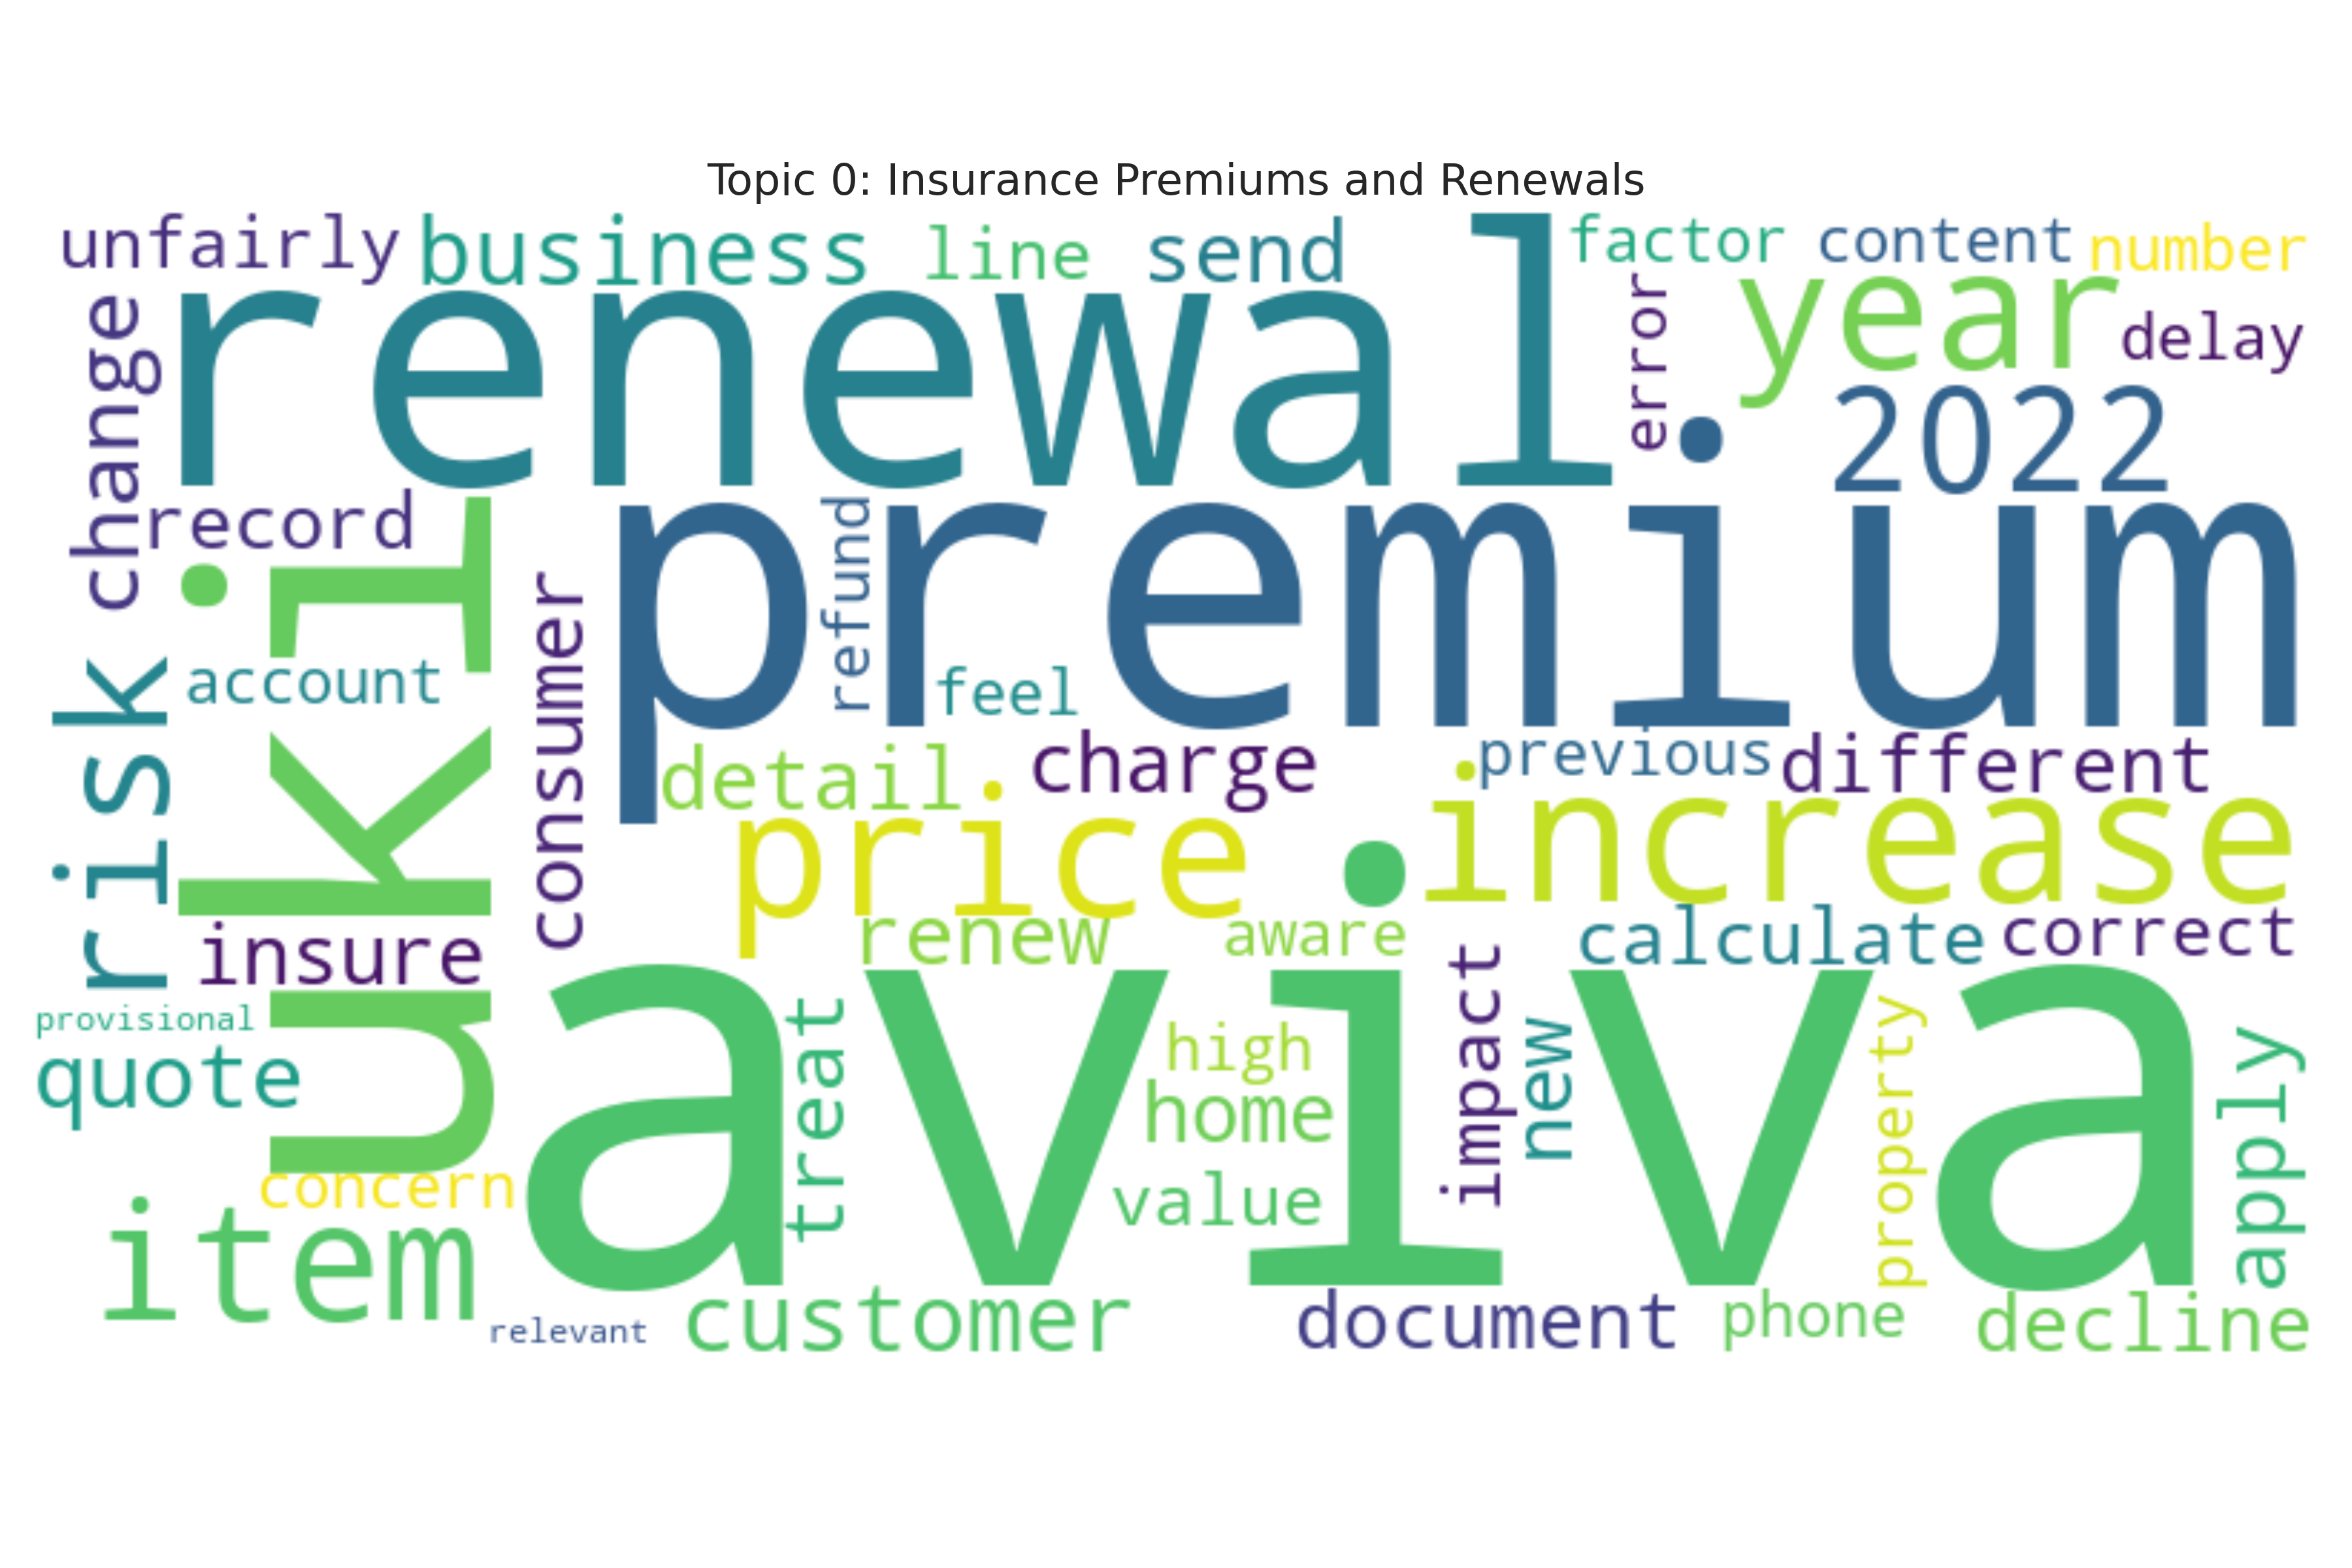 Topic 0: Insurance Premiums and Renewals
unfairly business line send factor content number
change renewal error year delay
2022
record
uki premium
refund
risk account consumer feel
detail charge previous different
price increase
insure renew aware calculate correct
provisional aviva
quote treat high impact new property apply
home
concern value
item
relevant customer document phone decline